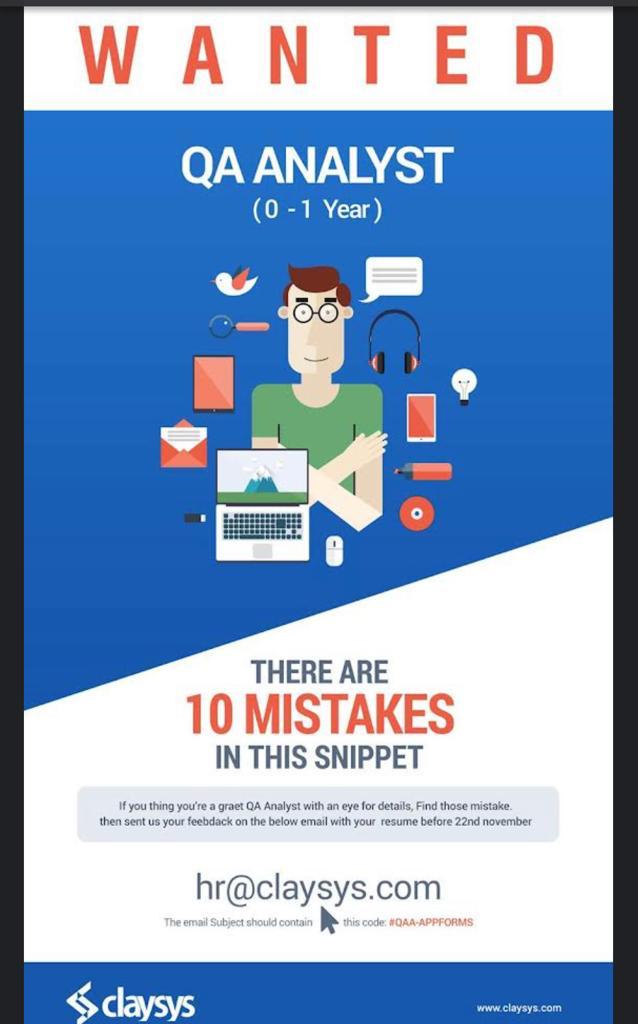 WANTED
QA ANALYST
(0 -1 Year)
THERE ARE
10 MISTAKES
IN THIS SNIPPET
If you thing you're a graet QA Analyst with an eye for details, Find those mistake.
then sent us your feebdack on the below email with your resume before 22nd november
hr@claysys.com
The email Subject should contain this code: #QAA-APPFORMS
claysys
www.claysys.com